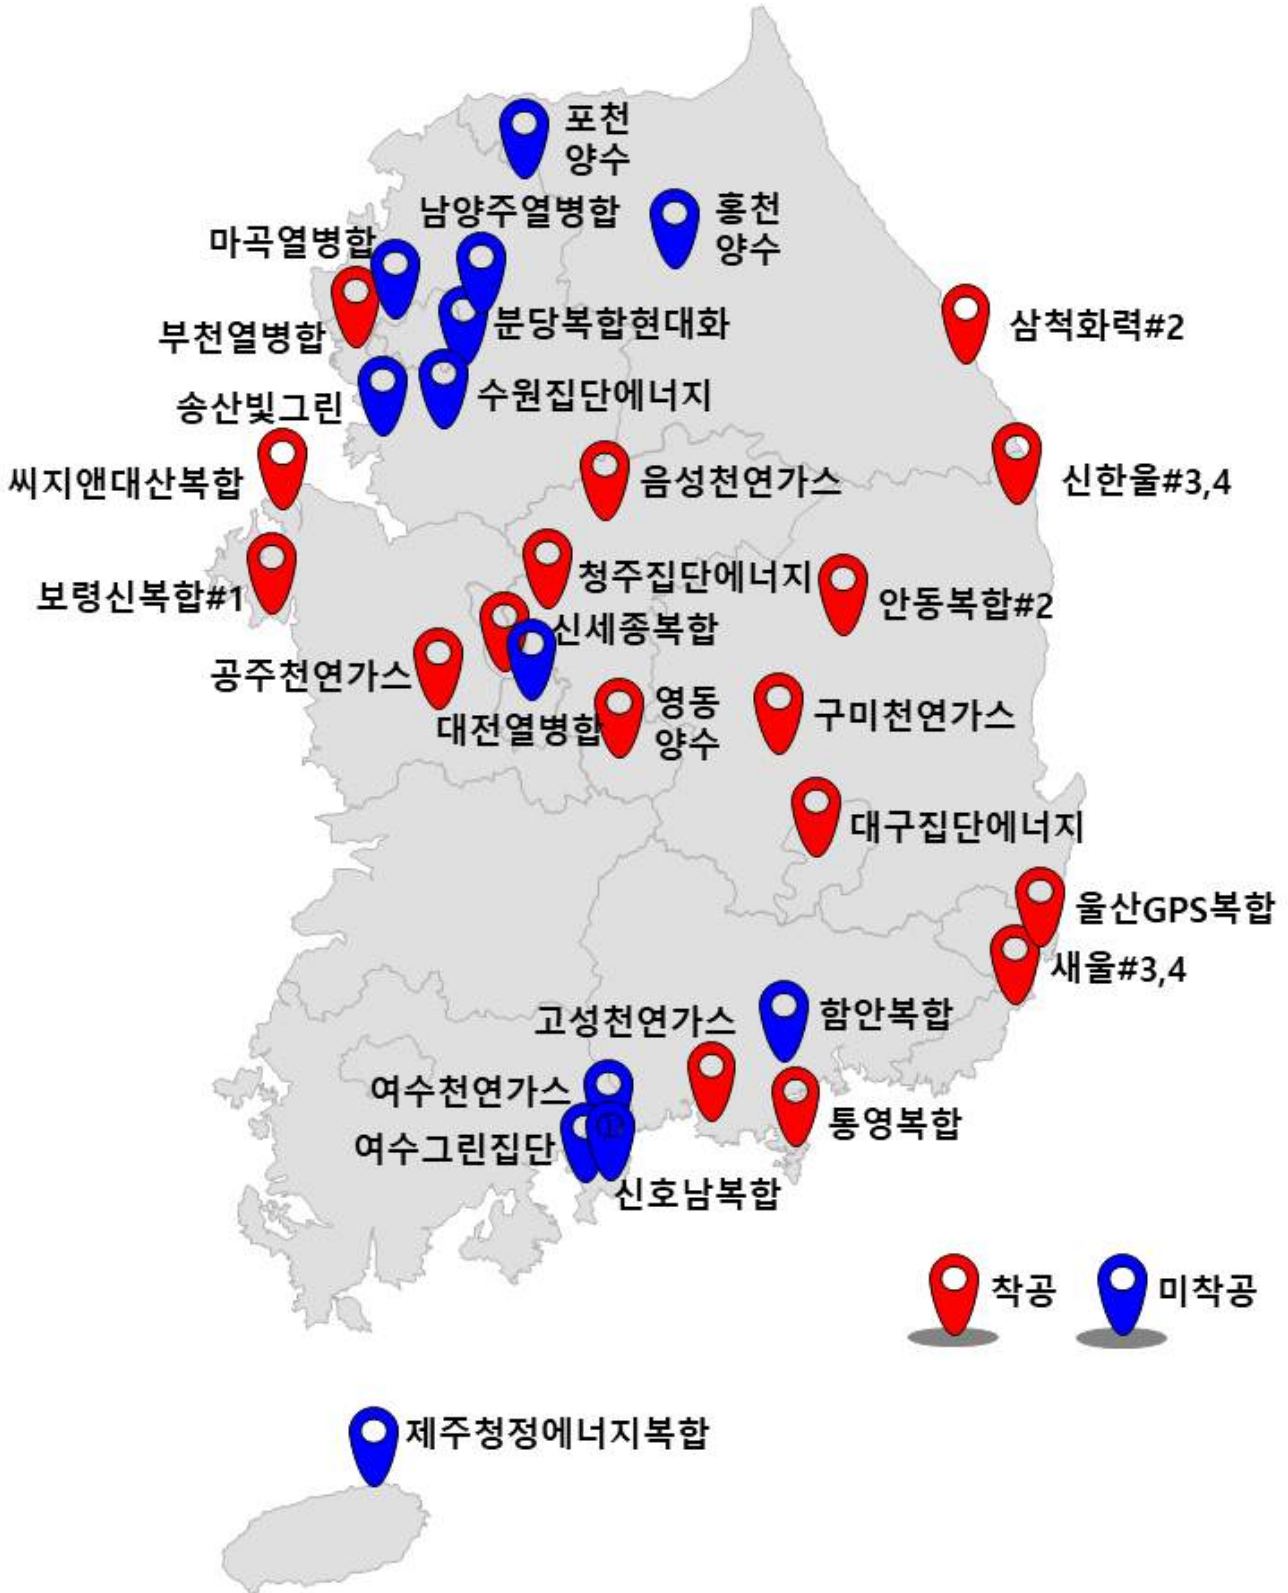 포천
양수
남양주열병합
홍천
양수
마곡열병합
부천열병합
분당복합현대화
삼척화력#2
송산빛그린
수원집단에너지
씨지앤대산복합
음성천연가스
신한울#3,4
보령신복합#1
청주집단에너지
안동복합#2
신세종복합
공주천연가스
대전열병합
영동
양수
구미천연가스
대구집단에너지
울산GPS복합
새울#3,4
고성천연가스
함안복합
여수천연가스
여수그린집단
①
통영복합
신호남복합
착공
미착공
제주청정에너지복합